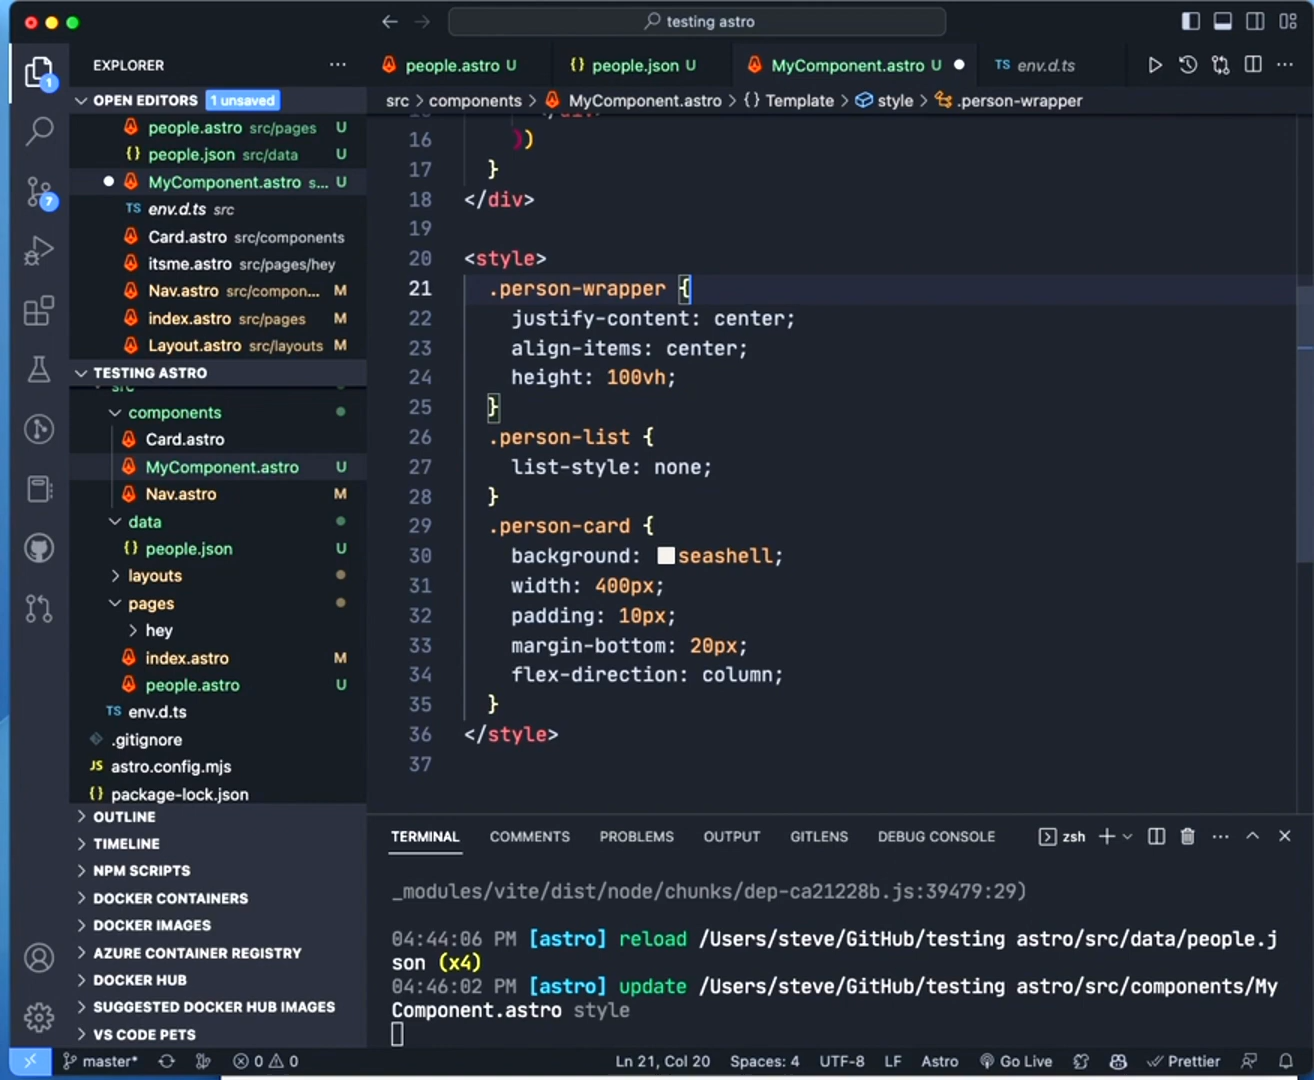 testing astro
EXPLORER
OPEN EDITORS 1 unsaved
people.astro src/pages U
people.json src/data U
MyComponent.astro s... U
TS env.d.ts src
Card.astro src/components
itsme.astro src/pages/hey
Nav.astro src/compon... M
index.astro src/pages M
Layout.astro src/layouts M
TESTING ASTRO
src
components
Card.astro
MyComponent.astro U
Nav.astro M
data
{} people.json U
layouts
pages
hey
index.astro M
people.astro U
TS env.d.ts
.gitignore
JS astro.config.mjs
{} package-lock.json
OUTLINE
TIMELINE
NPM SCRIPTS
DOCKER CONTAINERS
DOCKER IMAGES
AZURE CONTAINER REGISTRY
DOCKER HUB
SUGGESTED DOCKER HUB IMAGES
VS CODE PETS
people.astro U {} people.json U MyComponent.astro U TS env.d.ts
src > components > MyComponent.astro > {} Template > style > .person-wrapper
16 ))
17 }
18 </div>
19
20 <style>
21 .person-wrapper {
22 justify-content: center;
23 align-items: center;
24 height: 100vh;
25 }
26 .person-list {
27 list-style: none;
28 }
29 .person-card {
30 background: seashell;
31 width: 400px;
32 padding: 10px;
33 margin-bottom: 20px;
34 flex-direction: column;
35 }
36 </style>
37
TERMINAL COMMENTS PROBLEMS OUTPUT GITLENS DEBUG CONSOLE zsh
_modules/vite/dist/node/chunks/dep-ca21228b.js:39479:29)
04:44:06 PM [astro] reload /Users/steve/GitHub/testing astro/src/data/people.j
son (x4)
04:46:02 PM [astro] update /Users/steve/GitHub/testing astro/src/components/My
Component.astro style
master* 0 0 Ln 21, Col 20 Spaces: 4 UTF-8 LF Astro Go Live Prettier